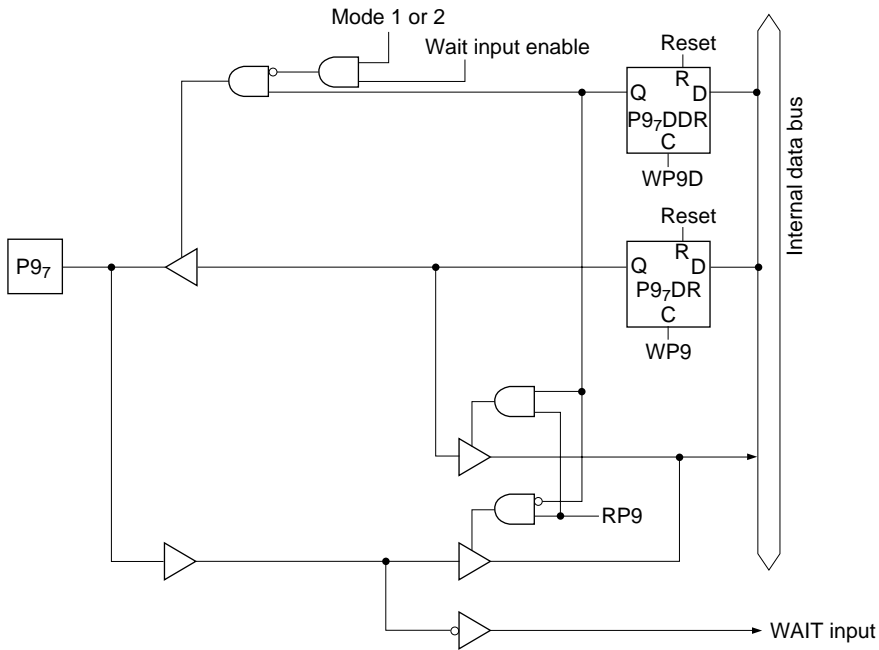 Mode 1 or 2
Wait input enable
Reset
R
Q
D
P9₇DDR
C
WP9D
Internal data bus
Reset
R
Q
D
P9₇DR
C
WP9
P9₇
RP9
WAIT input